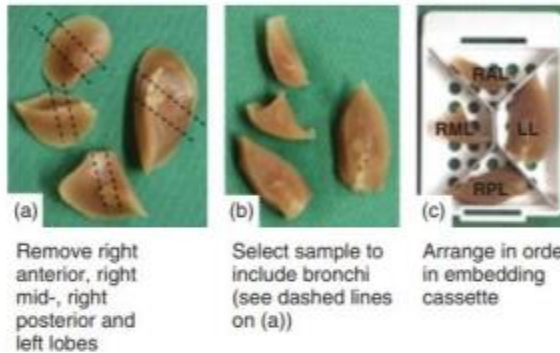 RAL
RML
LL
RPL
(a)
(b)
(c)
Remove right
anterior, right
mid-, right
posterior and
left lobes
Select sample to
include bronchi
(see dashed lines
on (a))
Arrange in orde
in embedding
cassette